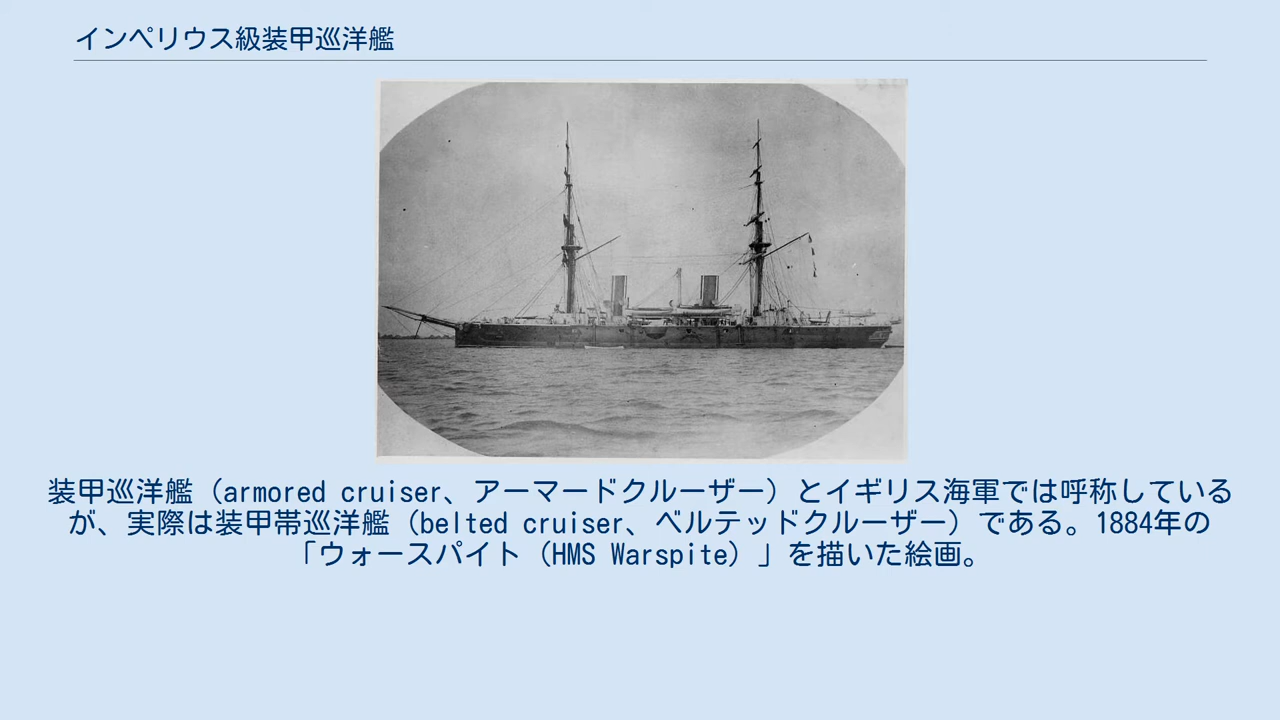 インペリウス級装甲巡洋艦
装甲巡洋艦（armored cruiser、アーマードクルーザー）とイギリス海軍では呼称している
が、実際は装甲帯巡洋艦（belted cruiser、ベルテッドクルーザー）である。1884年の
「ウォースパイト（HMS Warspite）」を描いた絵画。